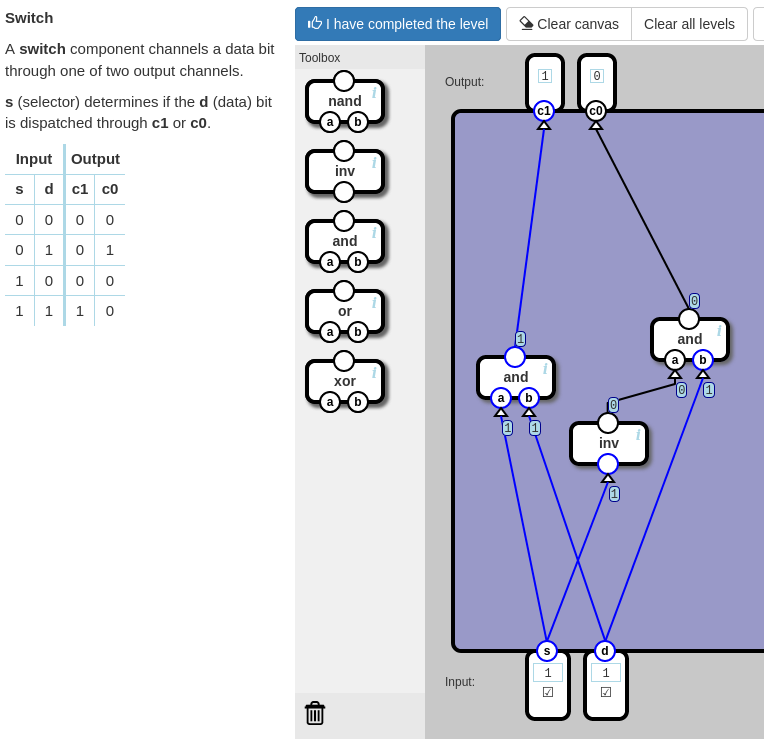 Switch
A switch component channels a data bit
through one of two output channels.
s (selector) determines if the d (data) bit
is dispatched through c1 or c0.
Input Output
s d c1 c0
0 0 0 0
0 1 0 1
1 0 0 0
1 1 1 0
I have completed the level
Clear canvas
Clear all levels
Toolbox
nand i
a b
inv i
and i
a b
or i
a b
xor i
a b
Output:
1 0
c1 c0
0
and i
a b
0 1
1
and i
a b
1 1
0
inv i
1
s d
Input:
1 1